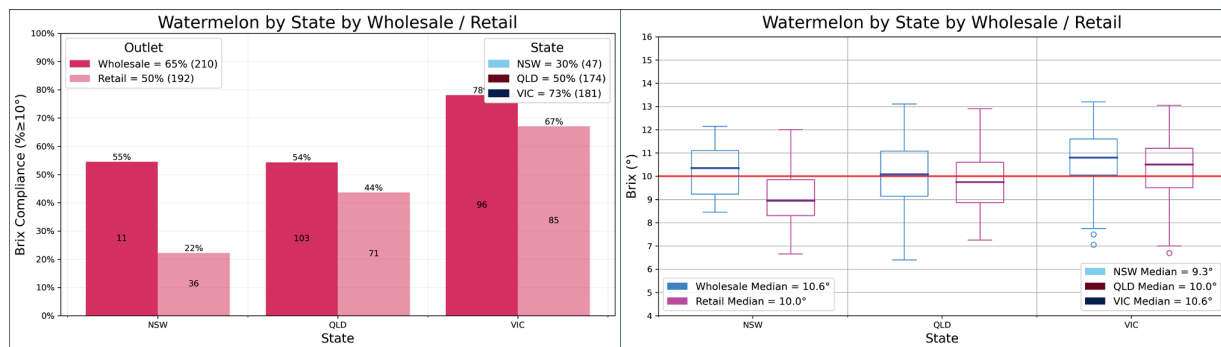 Watermelon by State by Wholesale / Retail
100%
90%
80%
70%
60%
50%
40%
30%
20%
10%
0%
Brix Compliance (%≥10°)
Outlet
Wholesale = 65% (210)
Retail = 50% (192)
State
NSW = 30% (47)
QLD = 50% (174)
VIC = 73% (181)
55%
11
22%
36
54%
103
44%
71
78%
96
67%
85
NSW
QLD
VIC
State
Watermelon by State by Wholesale / Retail
16
15
14
13
12
11
10
9
8
7
6
5
4
Brix (°)
Wholesale Median = 10.6°
Retail Median = 10.0°
NSW Median = 9.3°
QLD Median = 10.0°
VIC Median = 10.6°
NSW
QLD
VIC
State